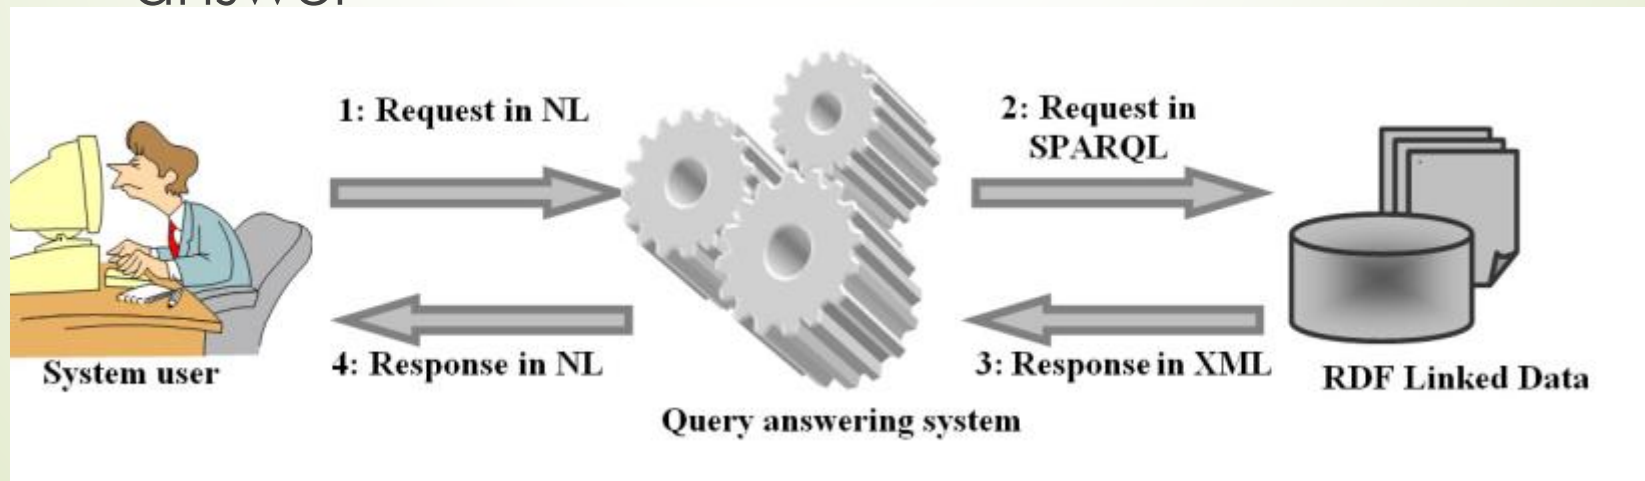 1: Request in NL
2: Request in
SPARQL
System user
4: Response in NL
3: Response in XML
RDF Linked Data
Query answering system